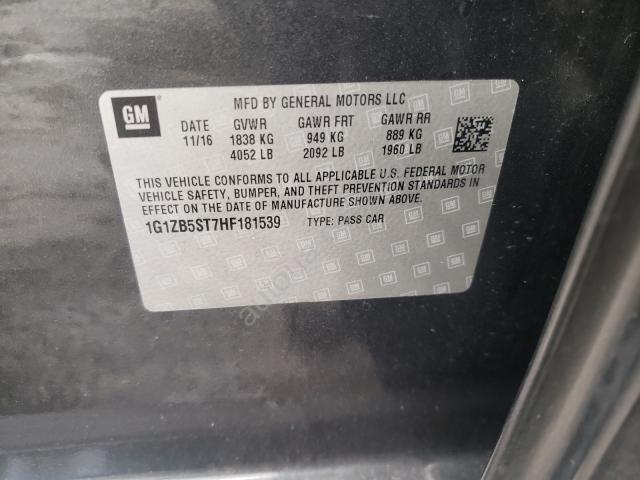 GM
MFD BY GENERAL MOTORS LLC
DATE GVWR GAWR FRT GAWR RR
11/16 1838 KG 949 KG 889 KG
4052 LB 2092 LB 1960 LB
THIS VEHICLE CONFORMS TO ALL APPLICABLE U.S. FEDERAL MOTOR
VEHICLE SAFETY, BUMPER, AND THEFT PREVENTION STANDARDS IN
EFFECT ON THE DATE OF MANUFACTURE SHOWN ABOVE.
1G1ZB5ST7HF181539 TYPE: PASS CAR